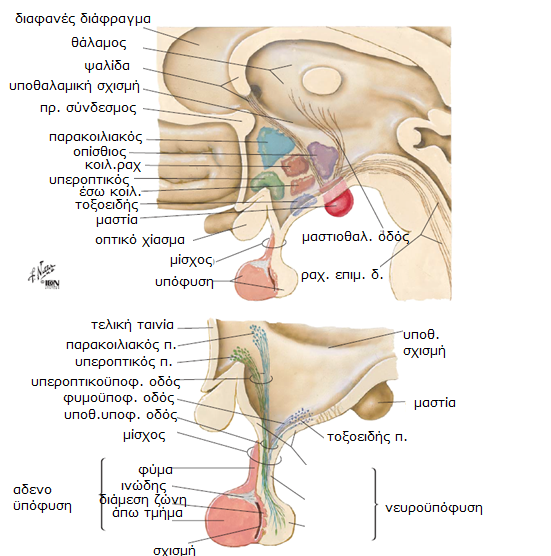 διαφανές διάφραγμα
θάλαμος
ψαλίδα
υποθαλαμική σχισμή
πρ. σύνδεσμος
παρακοιλιακός
οπίσθιος
κοιλ.ραχ
υπεροπτικός
έσω κοιλ.
τοξοειδής
μαστία
οπτικό χίασμα
μίσχος
υπόφυση
μαστιοθαλ. όδός
ραχ. επιμ. δ.
τελική ταινία
παρακοιλιακός π.
υπεροπτικός π.
υπεροπτικοϋποφ. οδός
φυμοϋποφ. οδός
υποθ.υποφ. οδός
μίσχος
υποθ.
σχισμή
μαστία
τοξοειδής π.
φύμα
ινώδης
διάμεση ζώνη
άπω τμήμα
σχισμή
αδενο
ϋπόφυση
νευροϋπόφυση